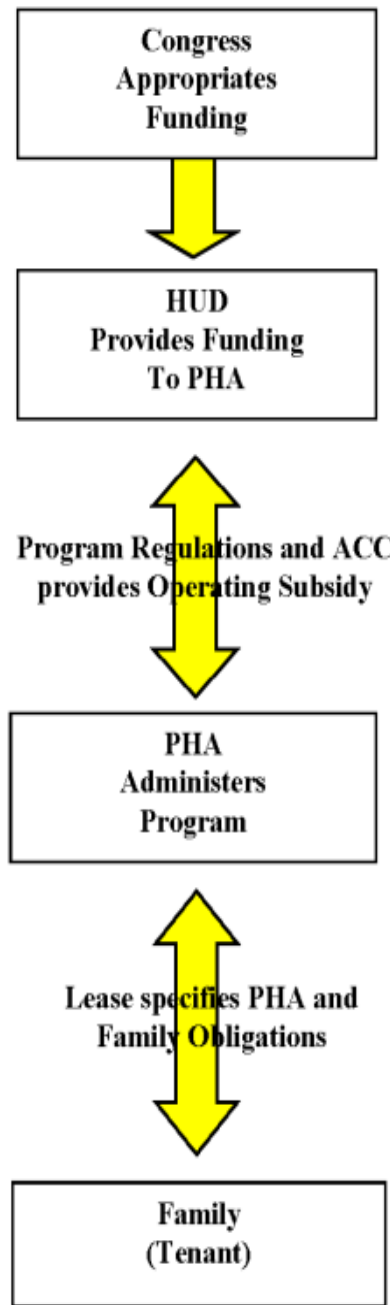 Congress
Appropriates
Funding
HUD
Provides Funding
To PHA
Program Regulations and ACC
provides Operating Subsidy
PHA
Administers
Program
Lease specifies PHA and
Family Obligations
Family
(Tenant)